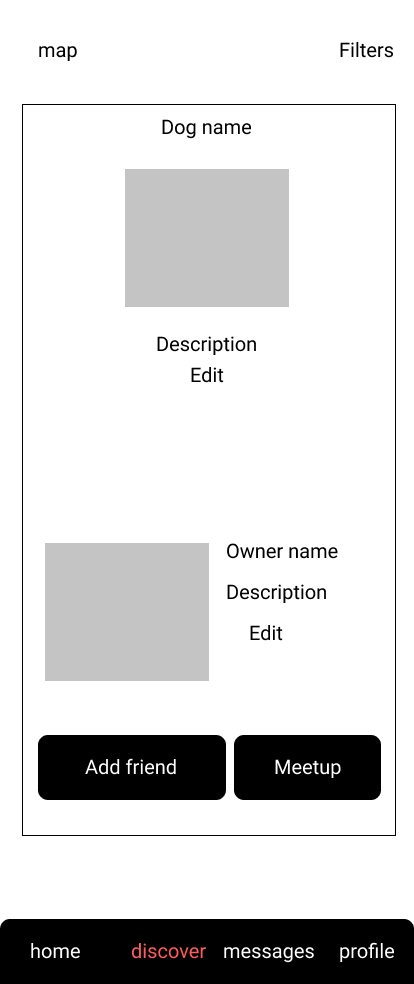 map Filters
Dog name
Description
Edit
Owner name
Description
Edit
Add friend Meetup
home discover messages profile